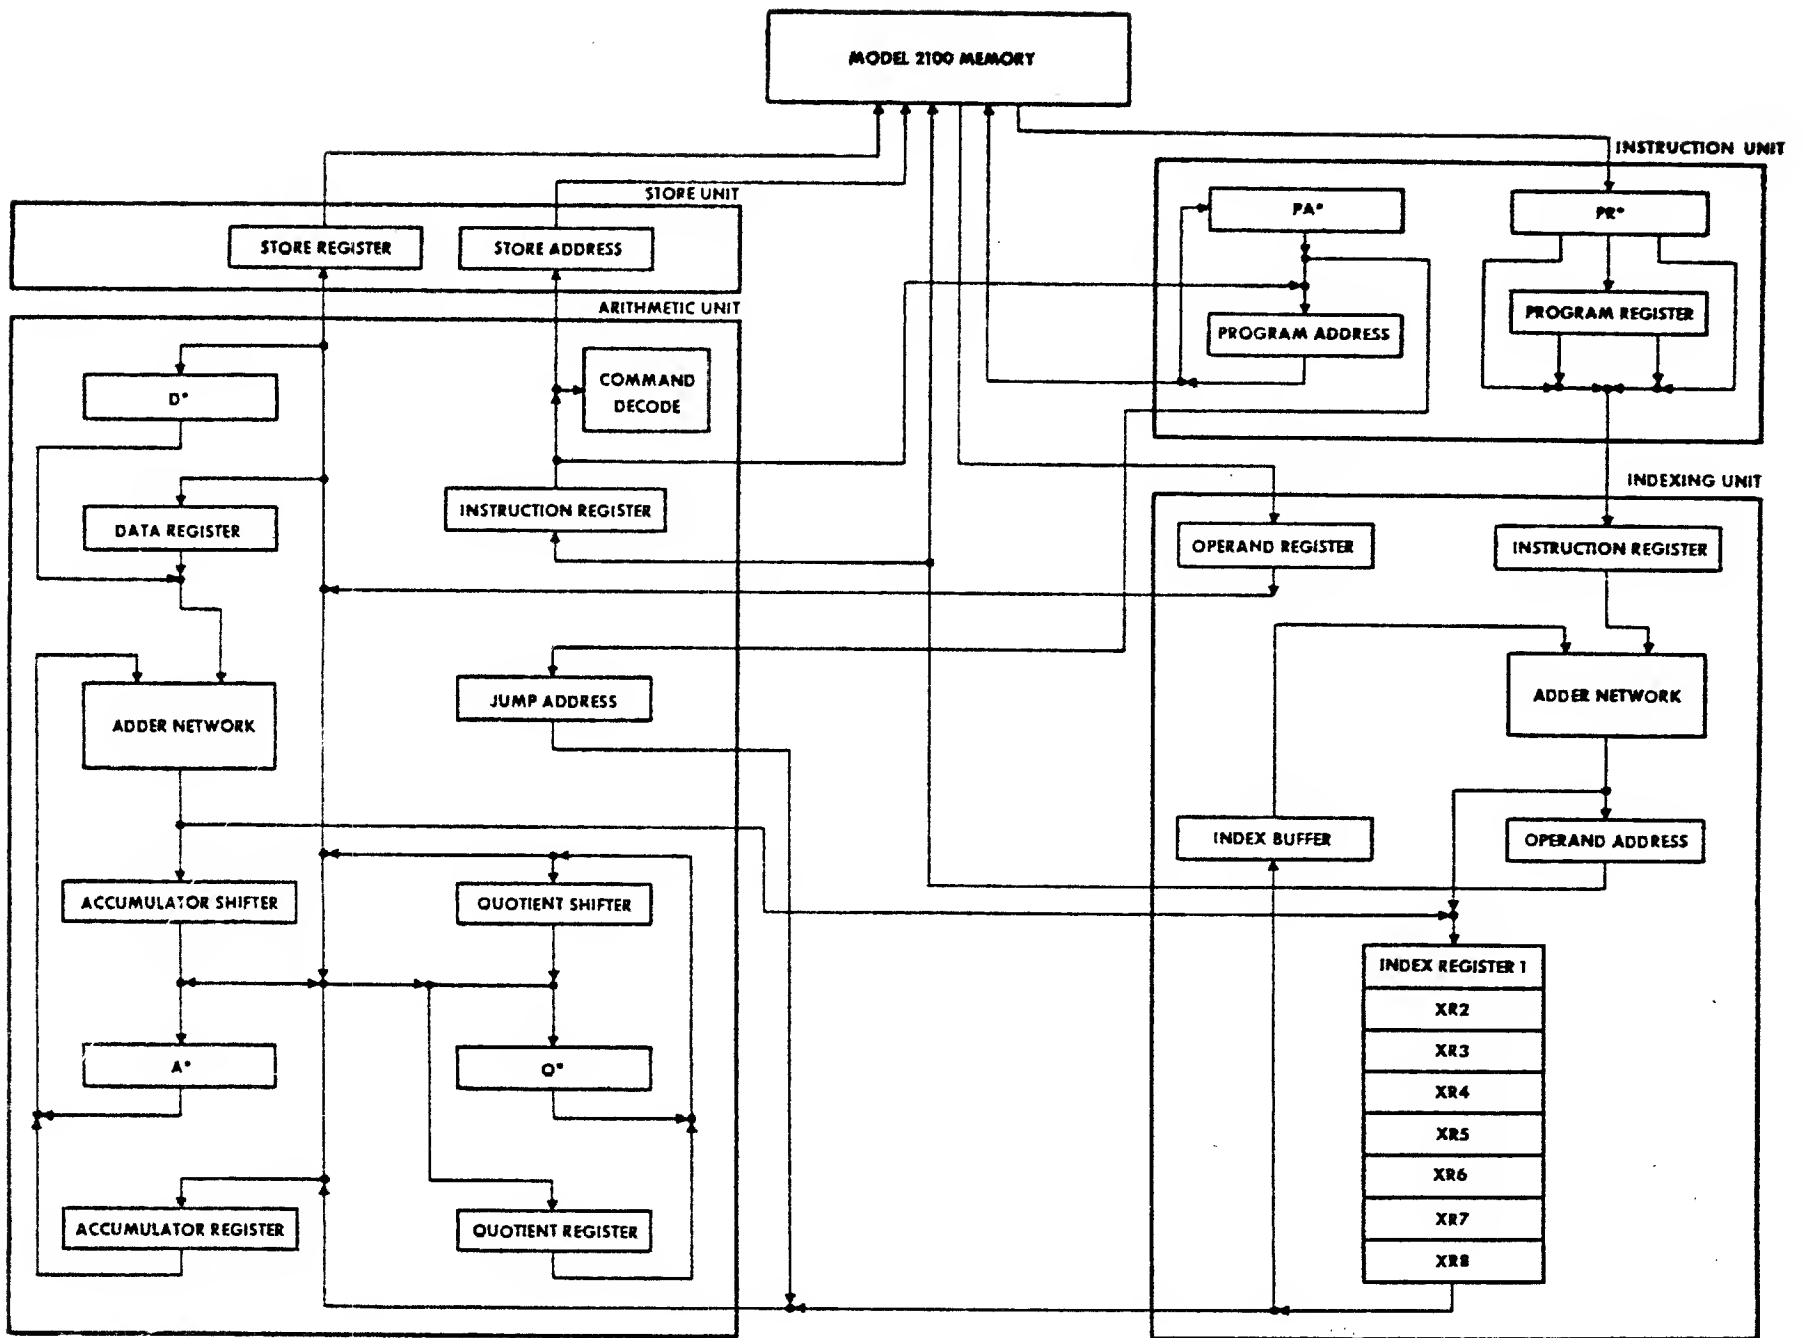 MODEL 2100 MEMORY
INSTRUCTION UNIT
STORE UNIT
PA*
PR*
STORE REGISTER
STORE ADDRESS
PROGRAM REGISTER
ARITHMETIC UNIT
PROGRAM ADDRESS
COMMAND
DECODE
D*
INDEXING UNIT
INSTRUCTION REGISTER
DATA REGISTER
OPERAND REGISTER
INSTRUCTION REGISTER
ADDER NETWORK
JUMP ADDRESS
ADDER NETWORK
INDEX BUFFER
OPERAND ADDRESS
ACCUMULATOR SHIFTER
QUOTIENT SHIFTER
INDEX REGISTER 1
XR2
XR3
A*
Q*
XR4
XR5
XR6
XR7
ACCUMULATOR REGISTER
QUOTIENT REGISTER
XR8